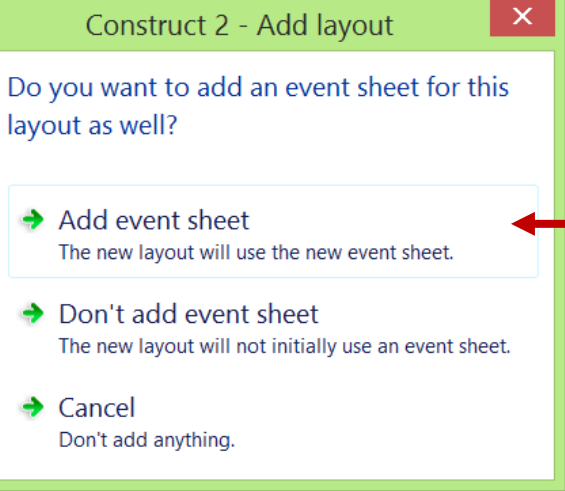 Construct 2 - Add layout
Do you want to add an event sheet for this
layout as well?
Add event sheet
The new layout will use the new event sheet.
Don't add event sheet
The new layout will not initially use an event sheet.
Cancel
Don't add anything.